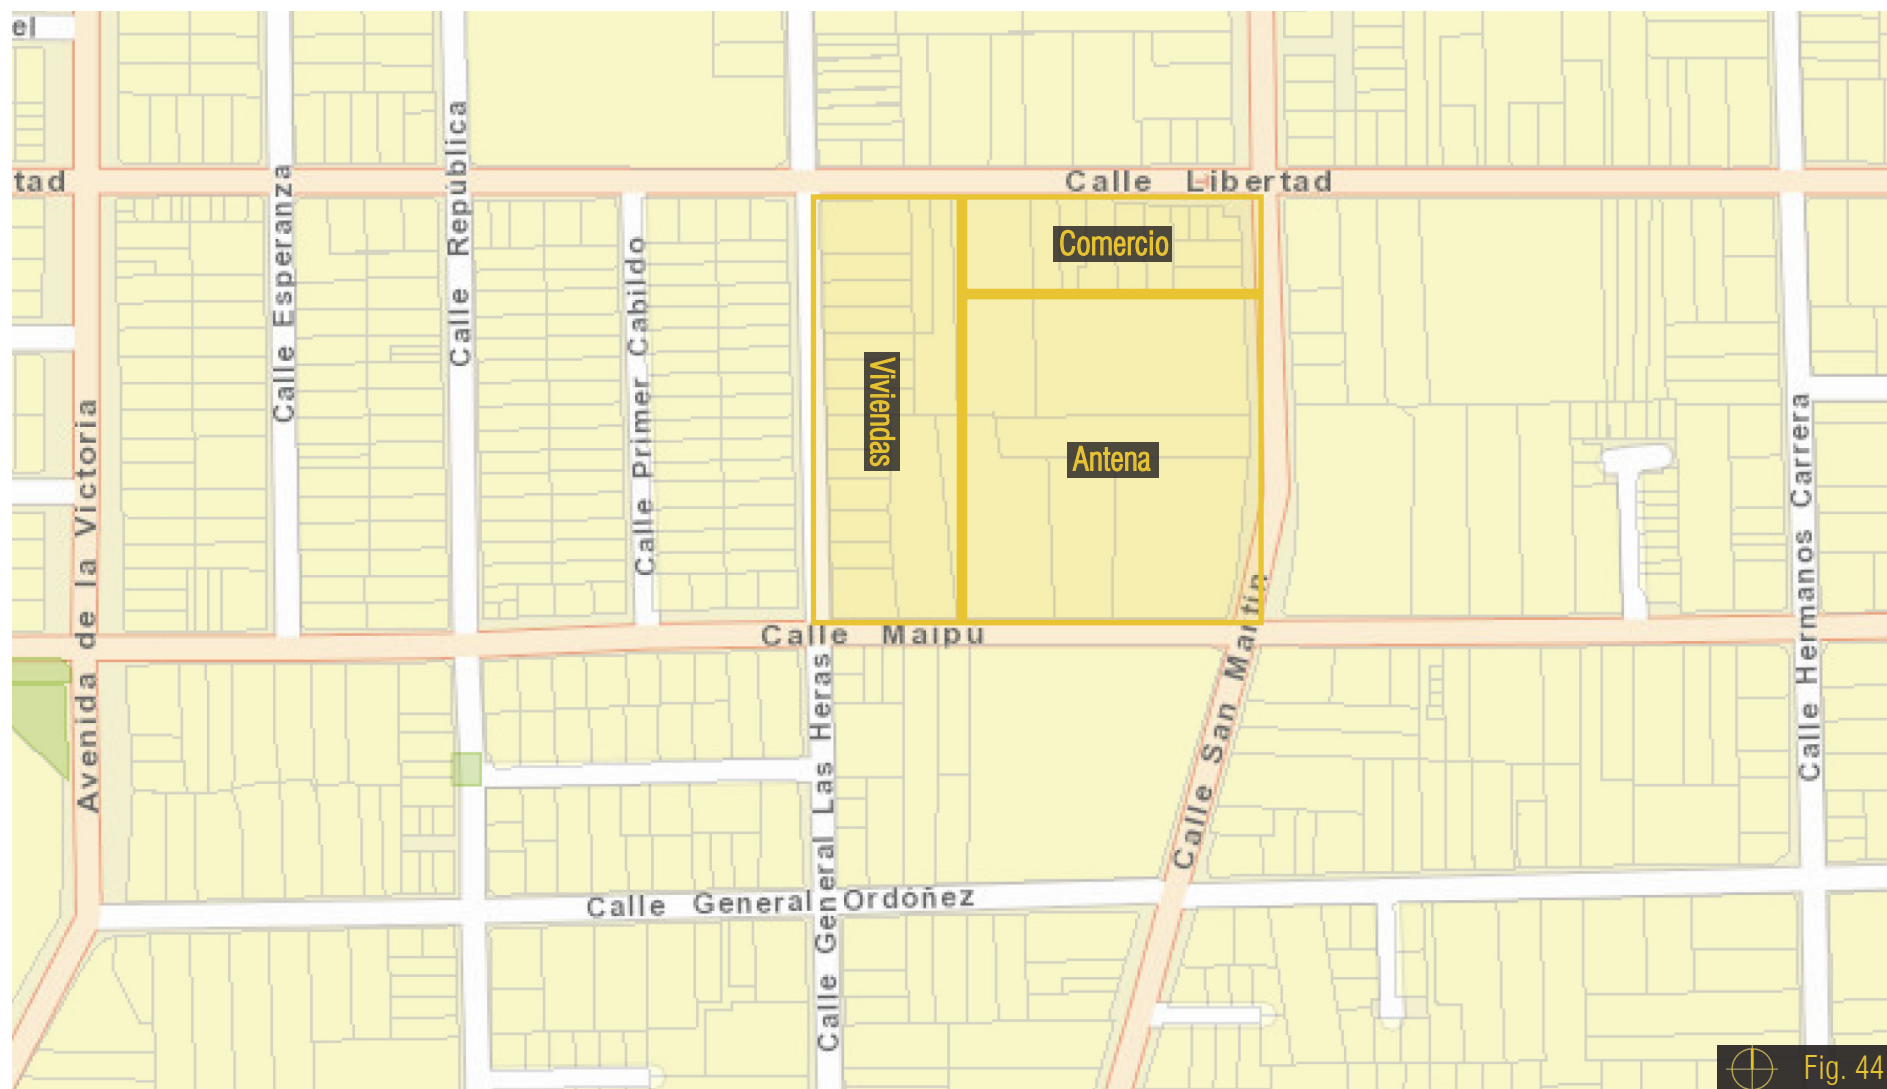 el
tad
Calle Libertad
Calle Esperanza
Calle República
Calle Primer Cabildo
Comercio
Viviendas
Antena
Avenida de la Victoria
Calle Maipu
Calle San Martin
Calle Hermanos Carrera
Calle General Las Heras
Calle General Ordoñez
Fig. 44